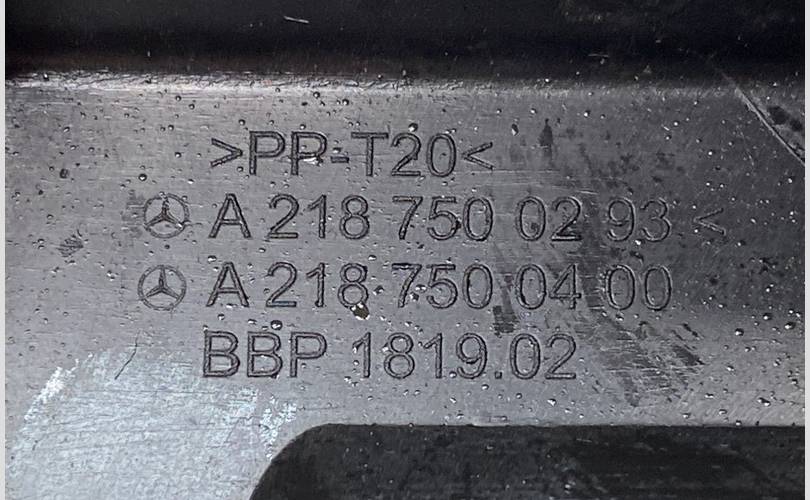 >PP-T20<
A 218 750 02 93 <
A 218 750 04 00
BBP 1819.02